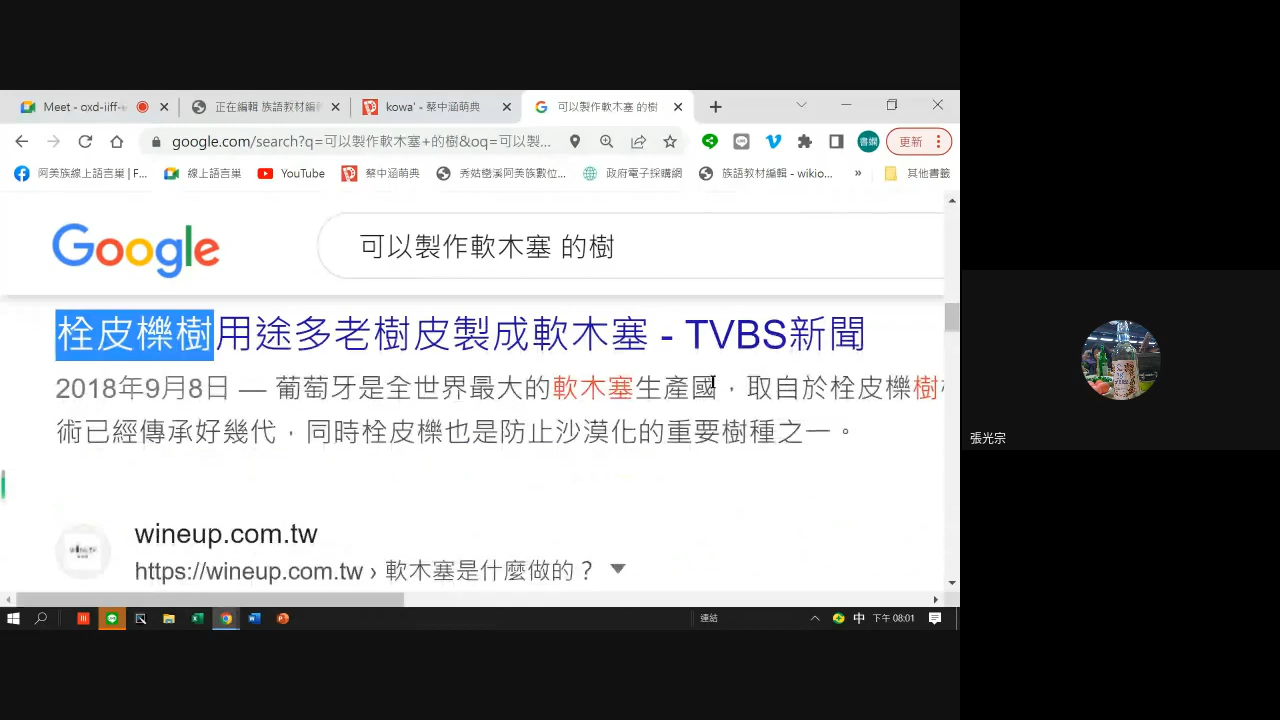 Meet - oxd-iiff-
正在編輯 族語教材編
kowa' - 蔡中涵萌典
可以製作軟木塞 的樹
google.com/search?q=可以製作軟木塞+的樹&oq=可以製...
書嫻
更新
阿美族線上語言巢 | F...
線上語言巢
YouTube
蔡中涵萌典
秀姑巒溪阿美族數位...
政府電子採購網
族語教材編輯 - wikio...
»
其他書籤
Google
可以製作軟木塞 的樹
栓皮櫟樹用途多老樹皮製成軟木塞 - TVBS新聞
2018年9月8日 — 葡萄牙是全世界最大的軟木塞生產國，取自於栓皮櫟樹
術已經傳承好幾代，同時栓皮櫟也是防止沙漠化的重要樹種之一。
wineup.com.tw
https://wineup.com.tw › 軟木塞是什麼做的？
連結
中
下午 08:01
張光宗